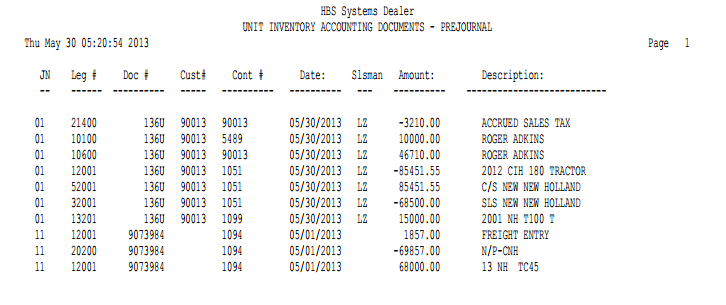 HBS Systems Dealer
UNIT INVENTORY ACCOUNTING DOCUMENTS - PREJOURNAL
Thu May 30 05:20:54 2013 Page 1
JN Leg # Doc # Cust# Cont # Date: Slsman Amount: Description:
-- ------ ---------- ----- ---------- ---------- --- ---------- ---------------------------
01 21400 136U 90013 90013 05/30/2013 LZ -3210.00 ACCRUED SALES TAX
01 10100 136U 90013 5489 05/30/2013 LZ 10000.00 ROGER ADKINS
01 10600 136U 90013 90013 05/30/2013 LZ 46710.00 ROGER ADKINS
01 12001 136U 90013 1051 05/30/2013 LZ -85451.55 2012 CIH 180 TRACTOR
01 52001 136U 90013 1051 05/30/2013 LZ 85451.55 C/S NEW NEW HOLLAND
01 32001 136U 90013 1051 05/30/2013 LZ -68500.00 SLS NEW NEW HOLLAND
01 13201 136U 90013 1099 05/30/2013 LZ 15000.00 2001 NH T100 T
11 12001 9073984 1094 05/01/2013 1857.00 FREIGHT ENTRY
11 20200 9073984 1094 05/01/2013 -69857.00 N/P-CNH
11 12001 9073984 1094 05/01/2013 68000.00 13 NH TC45